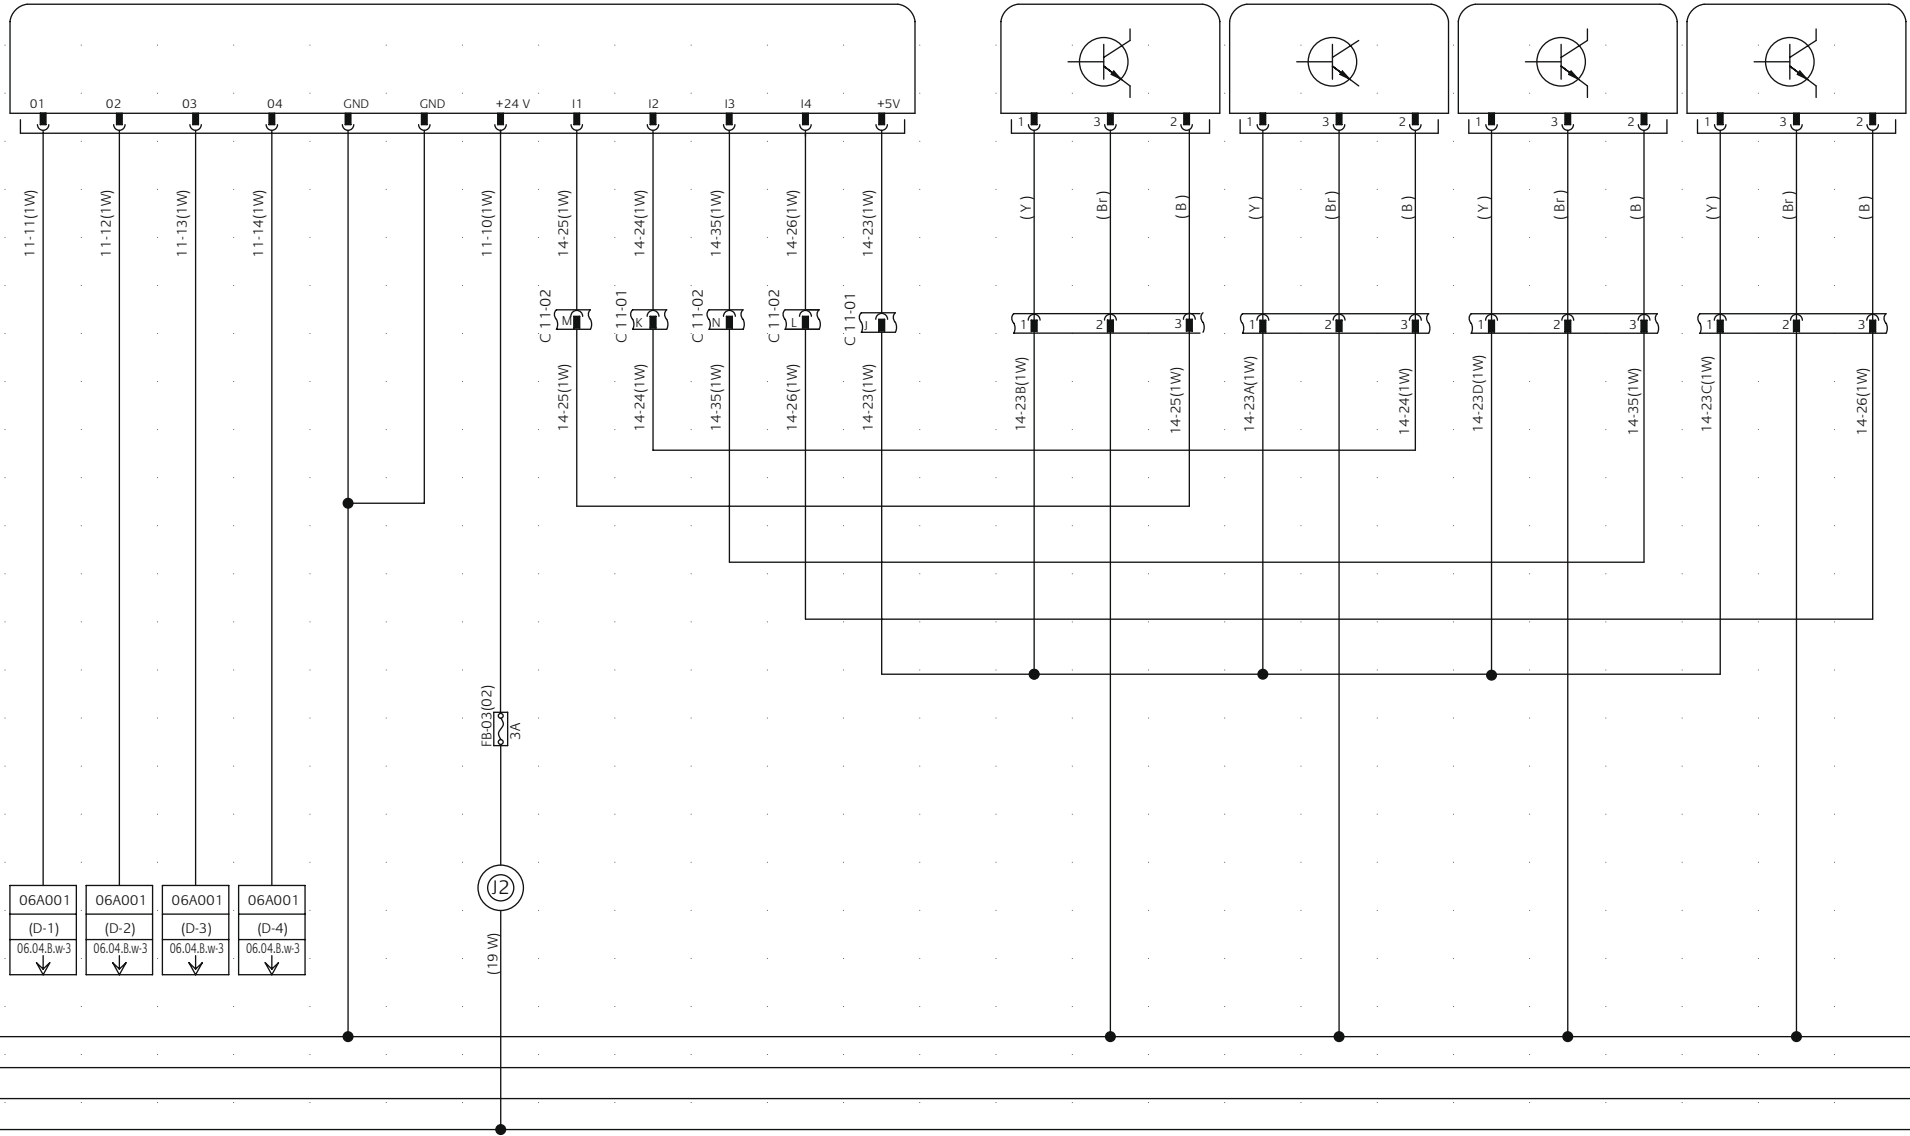 01 02 03 04 GND GND +24 V I1 I2 I3 I4 +5V
1 3 2 1 3 2 1 3 2 1 3 2
11-11(1W) 11-12(1W) 11-13(1W) 11-14(1W) 11-10(1W) 14-25(1W) 14-24(1W) 14-35(1W) 14-26(1W) 14-23(1W)
(Y) (Br) (B) (Y) (Br) (B) (Y) (Br) (B) (Y) (Br) (B)
C 11-02 C 11-01 C 11-02 C 11-02 C 11-01
M K N L J
1 2 3 1 2 3 1 2 3 1 2 3
14-25(1W) 14-24(1W) 14-35(1W) 14-26(1W) 14-23(1W) 14-23B(1W) 14-25(1W) 14-23A(1W) 14-24(1W) 14-23D(1W) 14-35(1W) 14-23C(1W) 14-26(1W)
FB-03(02)
3A
J2
06A001 06A001 06A001 06A001
(D-1) (D-2) (D-3) (D-4)
06.04.B.w-3 06.04.B.w-3 06.04.B.w-3 06.04.B.w-3
(19 W)